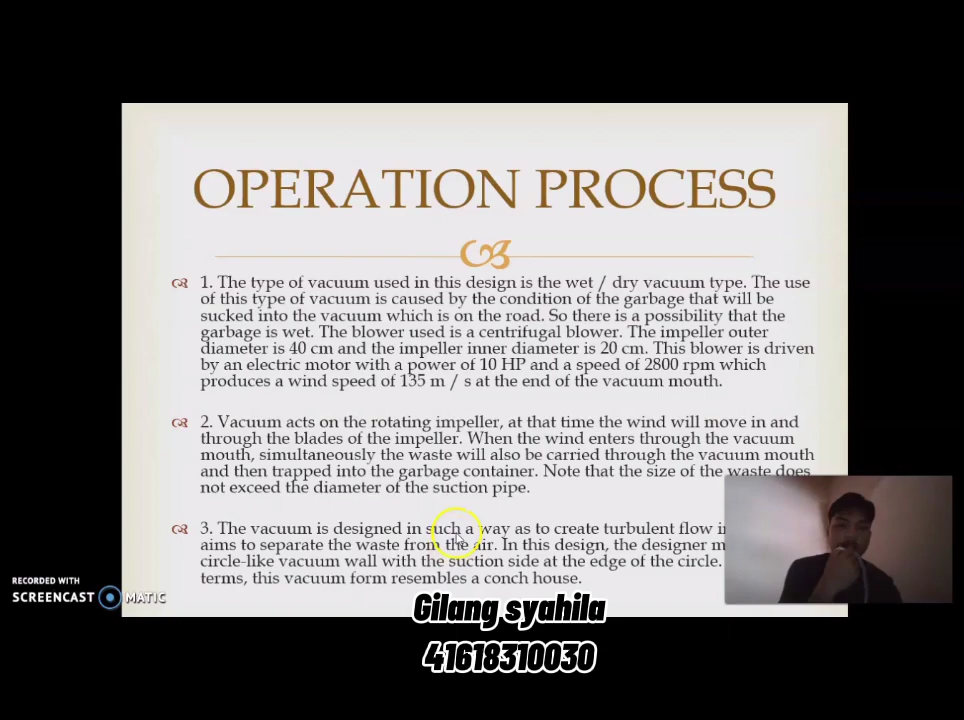 OPERATION PROCESS
1. The type of vacuum used in this design is the wet / dry vacuum type. The use
of this type of vacuum is caused by the condition of the garbage that will be
sucked into the vacuum which is on the road. So there is a possibility that the
garbage is wet. The blower used is a centrifugal blower. The impeller outer
diameter is 40 cm and the impeller inner diameter is 20 cm. This blower is driven
by an electric motor with a power of 10 HP and a speed of 2800 rpm which
produces a wind speed of 135 m / s at the end of the vacuum mouth.
2. Vacuum acts on the rotating impeller, at that time the wind will move in and
through the blades of the impeller. When the wind enters through the vacuum
mouth, simultaneously the waste will also be carried through the vacuum mouth
and then trapped into the garbage container. Note that the size of the waste does
not exceed the diameter of the suction pipe.
3. The vacuum is designed in such a way as to create turbulent flow
aims to separate the waste from the air. In this design, the designer
circle-like vacuum wall with the suction side at the edge of the circle.
terms, this vacuum form resembles a conch house.
RECORDED WITH
SCREENCAST MATIC
Gilang syahila
41618310030